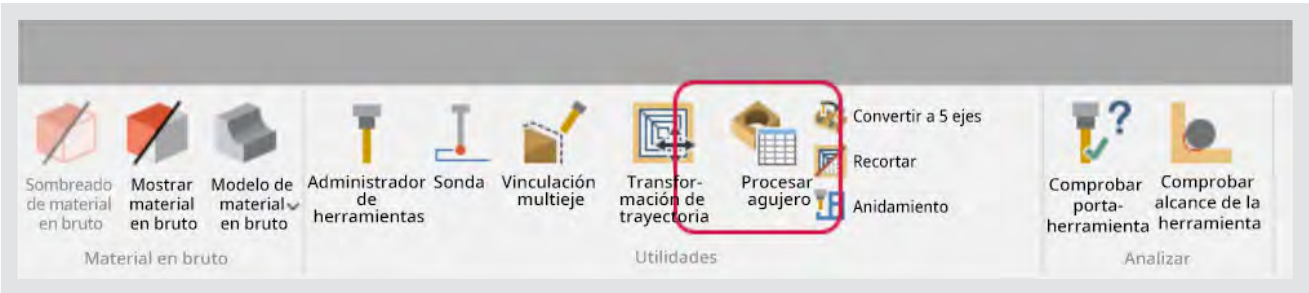 Sombreado
de material
en bruto
Mostrar
material
en bruto
Modelo de
material
en bruto
Material en bruto
Administrador
de
herramientas
Sonda
Vinculación
multieje
Transfor-
mación de
trayectoria
Procesar
agujero
Convertir a 5 ejes
Recortar
Anidamiento
Utilidades
Comprobar
porta-
herramienta
Comprobar
alcance de la
herramienta
Analizar